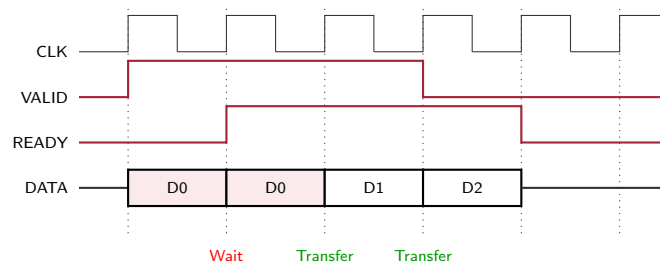 CLK
VALID
READY
DATA D0 D0 D1 D2
Wait Transfer Transfer